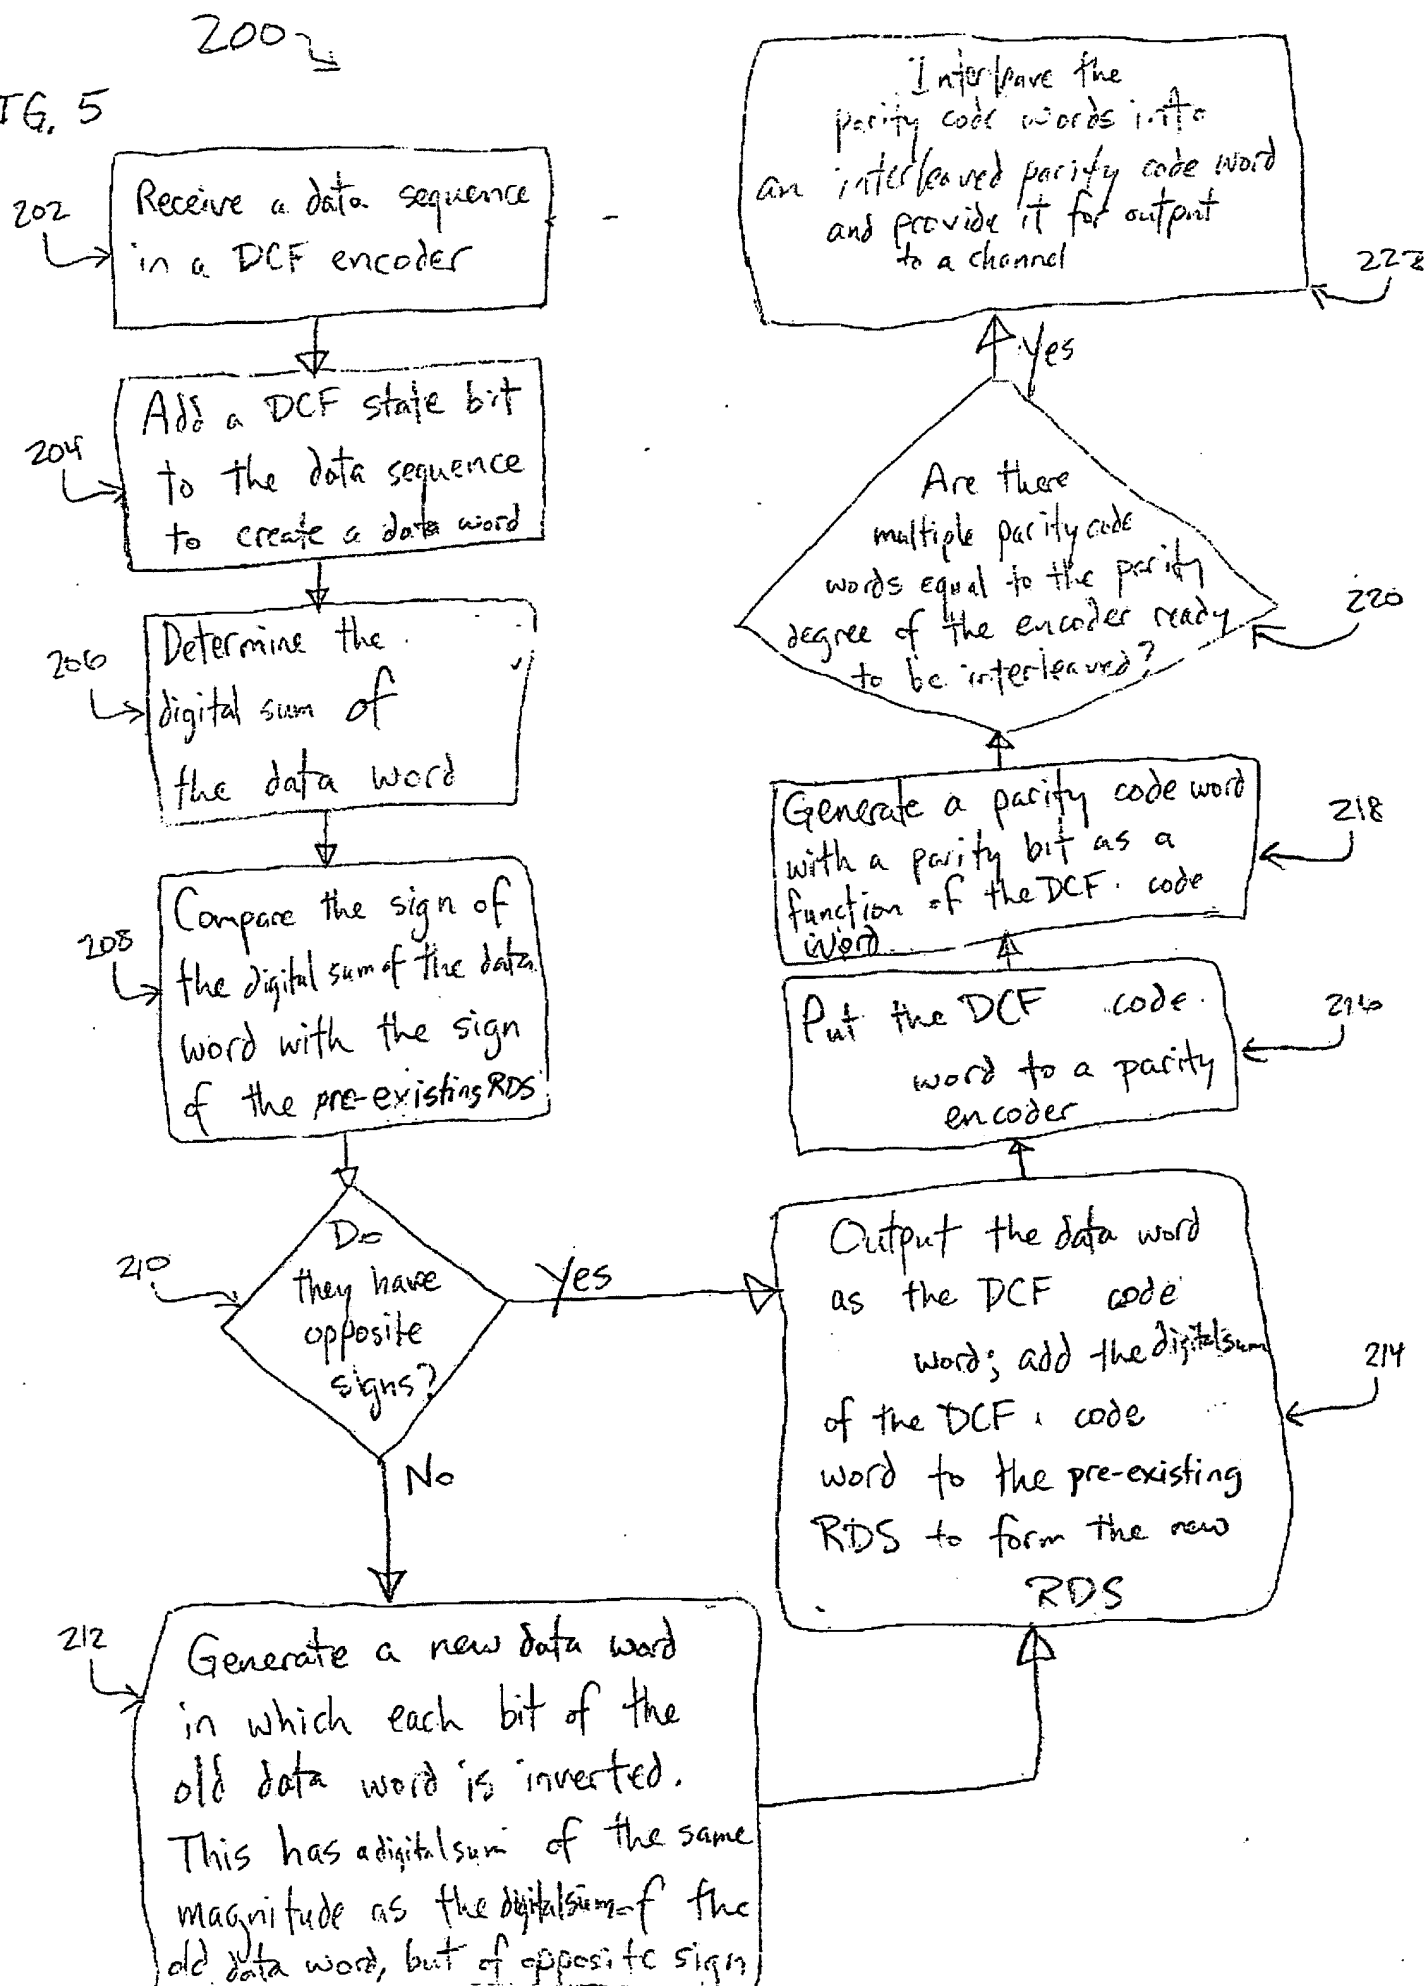 200
FIG. 5
202
Receive a data sequence
in a DCF encoder
204
Add a DCF state bit
to the data sequence
to create a data word
206
Determine the
digital sum of
the data word
208
Compare the sign of
the digital sum of the data
word with the sign
of the pre-existing RDS
210
Do
they have
opposite
signs?
Yes
No
212
Generate a new data word
in which each bit of the
old data word is inverted.
This has a digital sum of the same
magnitude as the digital sum of the
old data word, but of opposite sign
Output the data word
as the DCF code
word; add the digital sum
of the DCF code
word to the pre-existing
RDS to form the new
RDS
214
Put the DCF code
word to a parity
encoder
216
Generate a parity code word
with a parity bit as a
function of the DCF code
word
218
Are there
multiple parity code
words equal to the parity
degree of the encoder ready
to be interleaved?
220
Yes
Interleave the
parity code words into
an interleaved parity code word
and provide it for output
to a channel
222